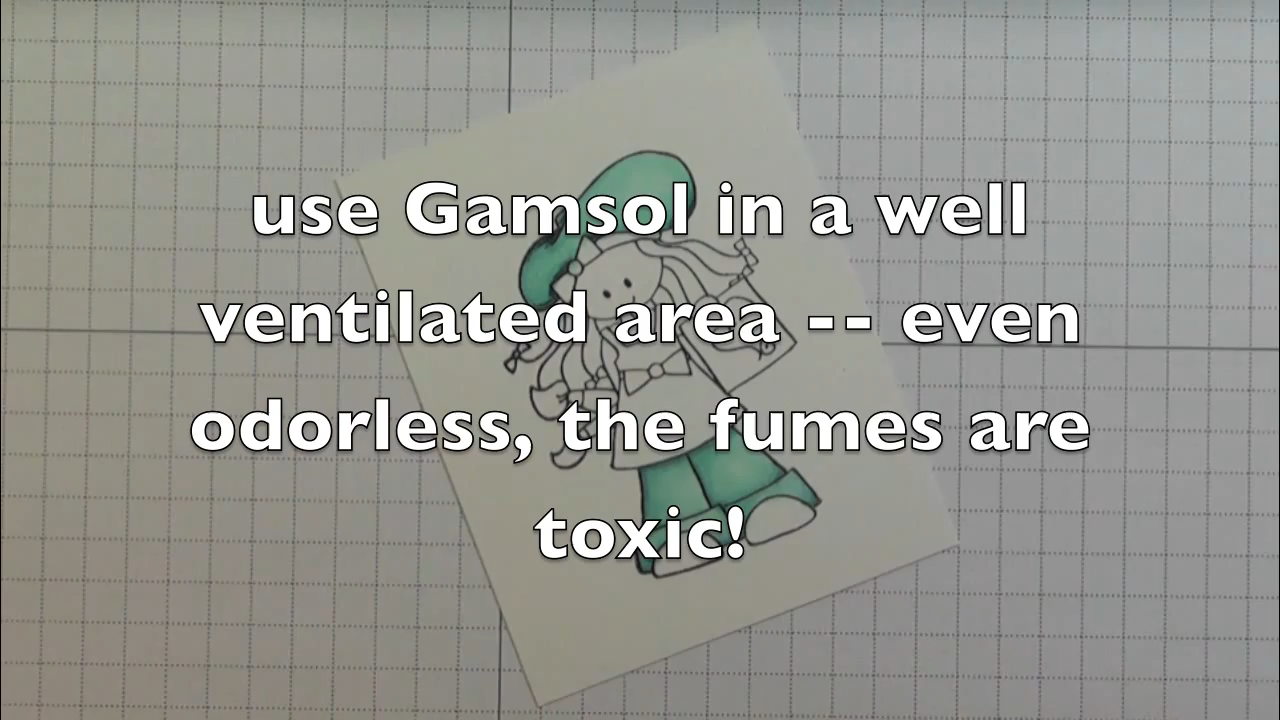 use Gamsol in a well
ventilated area -- even
odorless, the fumes are
toxic!